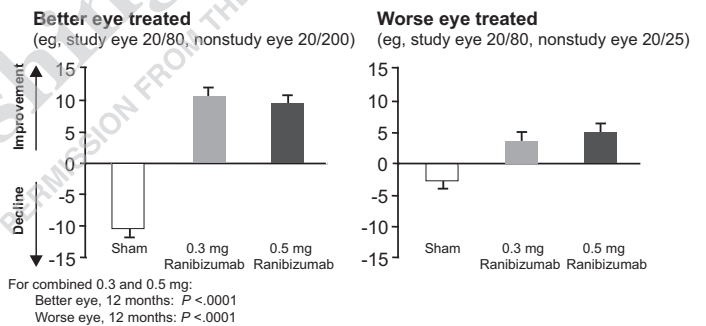 Better eye treated
(eg, study eye 20/80, nonstudy eye 20/200)
Worse eye treated
(eg, study eye 20/80, nonstudy eye 20/25)
Improvement
Decline
15
10
5
0
-5
-10
-15
Sham
0.3 mg
Ranibizumab
0.5 mg
Ranibizumab
15
10
5
0
-5
-10
-15
Sham
0.3 mg
Ranibizumab
0.5 mg
Ranibizumab
For combined 0.3 and 0.5 mg:
Better eye, 12 months: P <.0001
Worse eye, 12 months: P <.0001
PERMISSION FROM THE